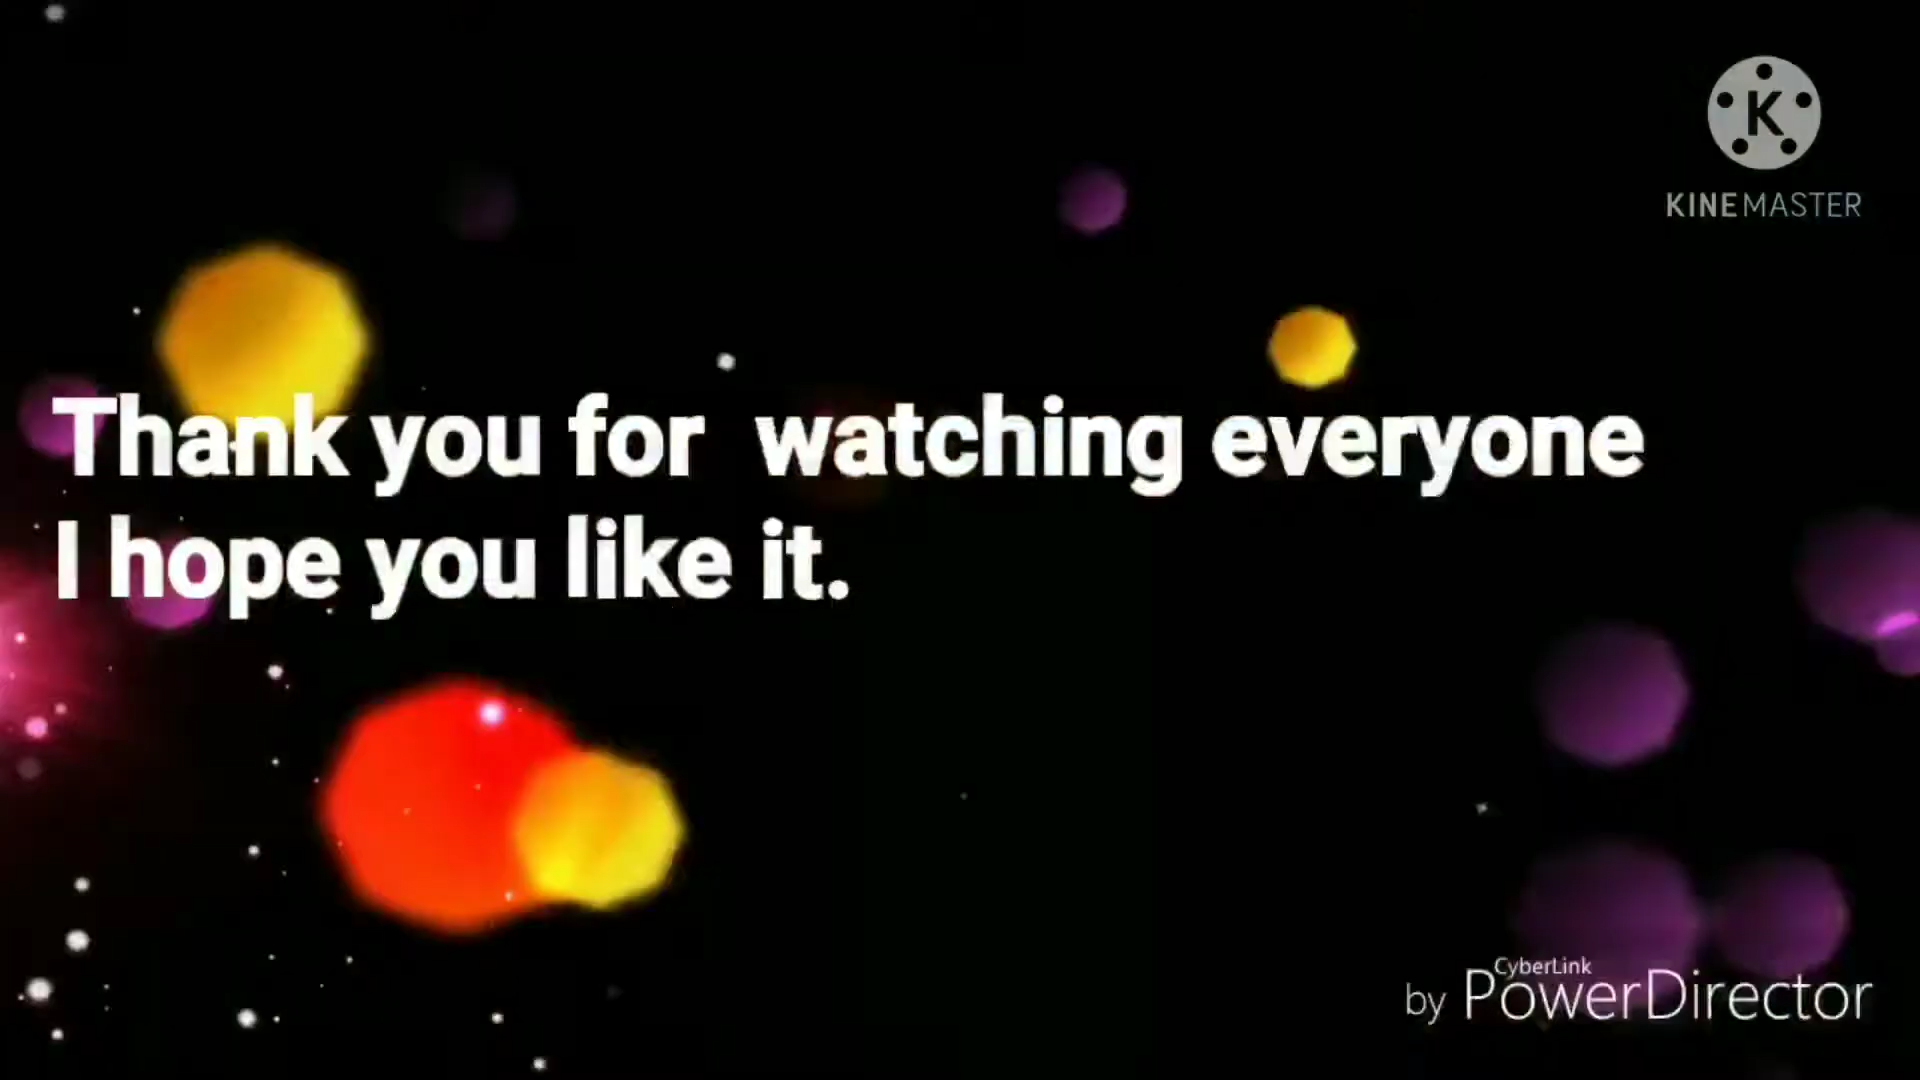 K
KINEMASTER
Thank you for  watching everyone
I hope you like it.
CyberLink
by PowerDirector